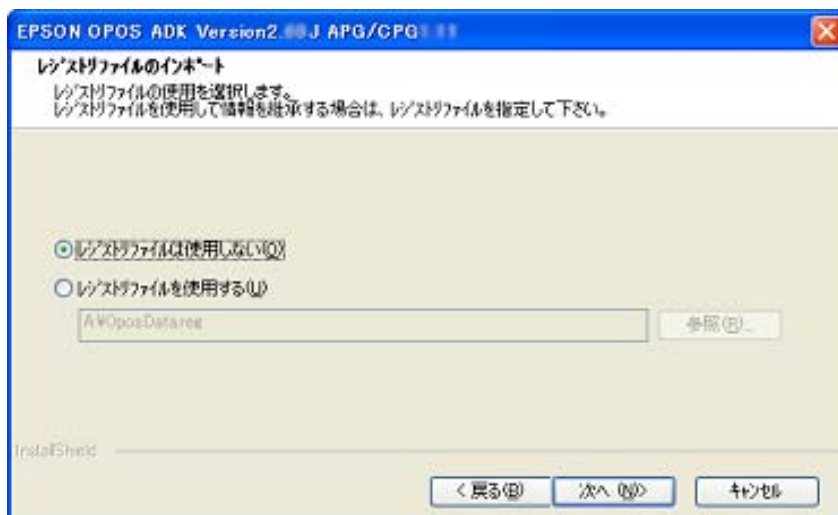 EPSON OPOS ADK Version2. J APG/CPG
レジストリファイルのインポート
レジストリファイルの使用を選択します。
レジストリファイルを使用して情報を継承する場合は、レジストリファイルを指定して下さい。
レジストリファイルは使用しない(O)
レジストリファイルを使用する(U)
A:¥OposData.reg
参照(R)...
InstallShield
< 戻る(B)
次へ (N)>
キャンセル